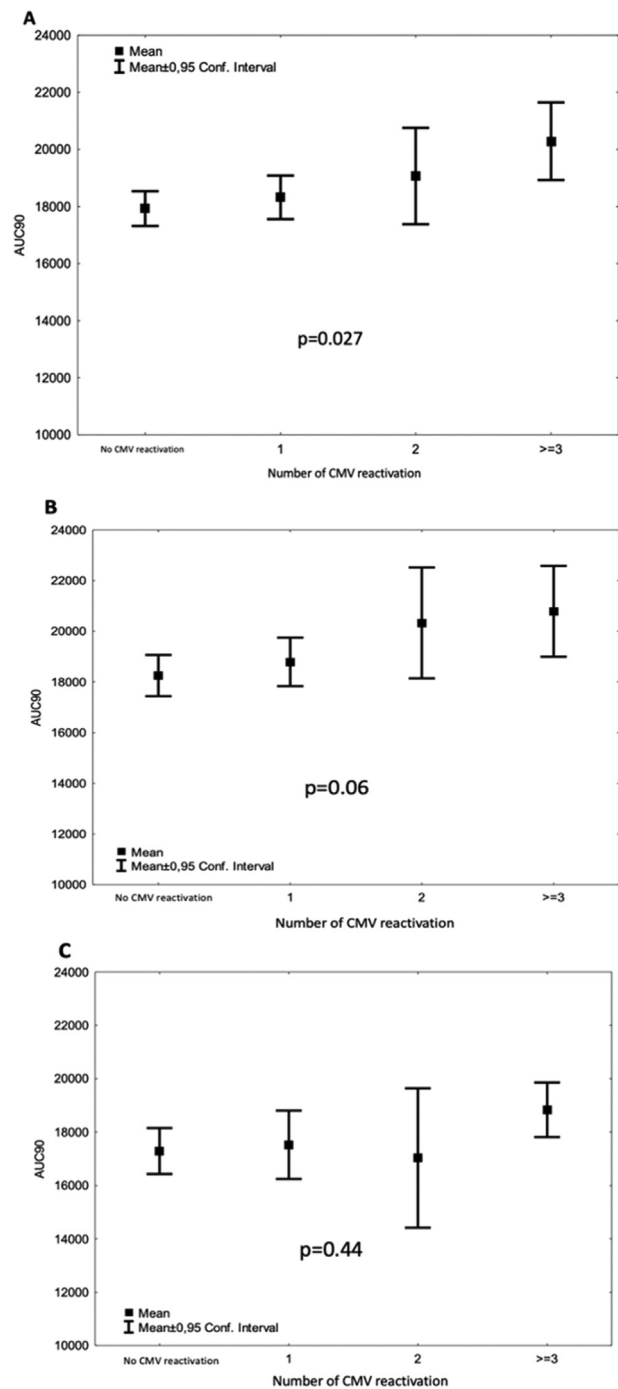 A
24000
22000
20000
18000
16000
14000
12000
10000
AUC90
Mean
Mean±0,95 Conf. Interval
p=0.027
No CMV reactivation 1 2 >=3
Number of CMV reactivation
B
24000
22000
20000
18000
16000
14000
12000
10000
AUC90
p=0.06
Mean
Mean±0,95 Conf. Interval
No CMV reactivation 1 2 >=3
Number of CMV reactivation
C
24000
22000
20000
18000
16000
14000
12000
10000
AUC90
p=0.44
Mean
Mean±0,95 Conf. Interval
No CMV reactivation 1 2 >=3
Number of CMV reactivation